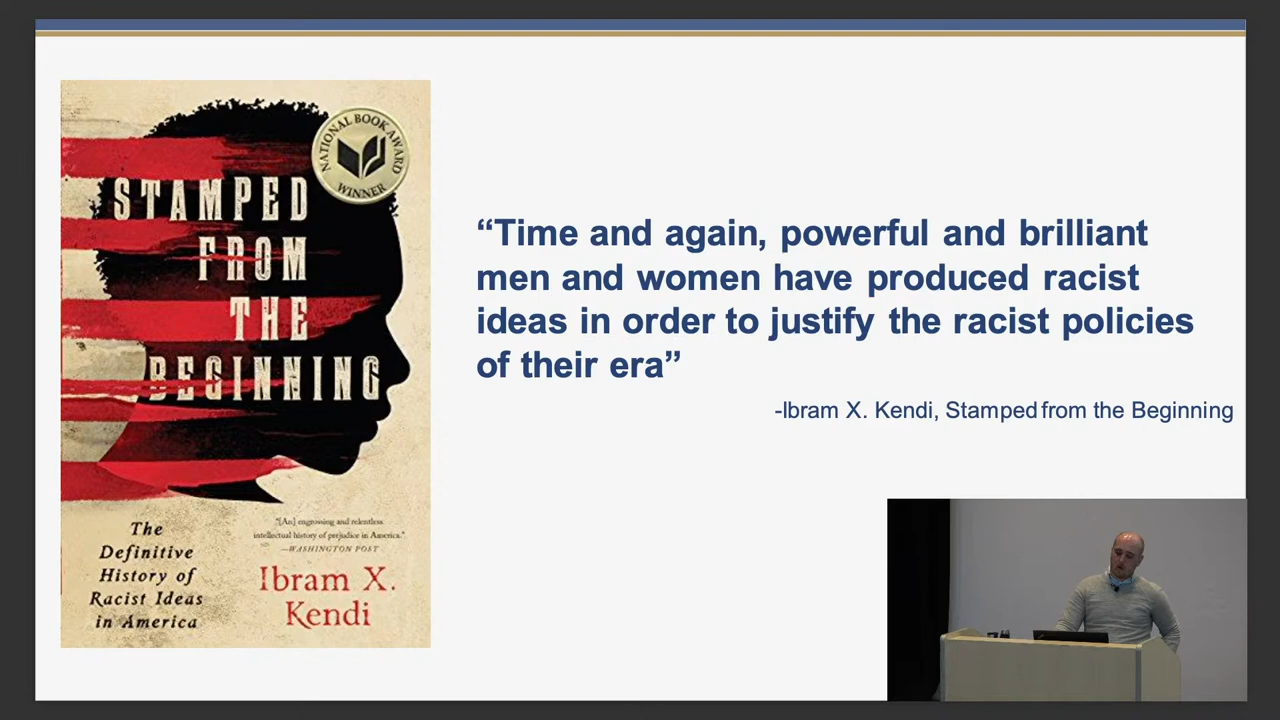 NATIONAL BOOK AWARD
WINNER
STAMPED
FROM
THE
BEGINNING
The
Definitive
History of
Racist Ideas
in America
"[An] engrossing and relentless
intellectual history of prejudice in America."
—WASHINGTON POST
Ibram X.
Kendi
“Time and again, powerful and brilliant
men and women have produced racist
ideas in order to justify the racist policies
of their era”
-Ibram X. Kendi, Stamped from the Beginning